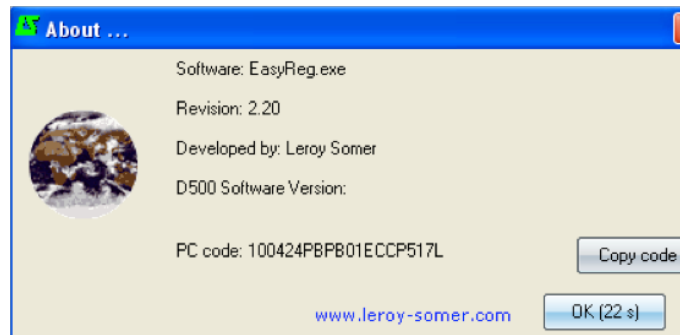 About ...
Software: EasyReg.exe
Revision: 2.20
Developed by: Leroy Somer
D500 Software Version:
PC code: 100424PBPB01ECCP517L
Copy code
www.leroy-somer.com
OK (22 s)